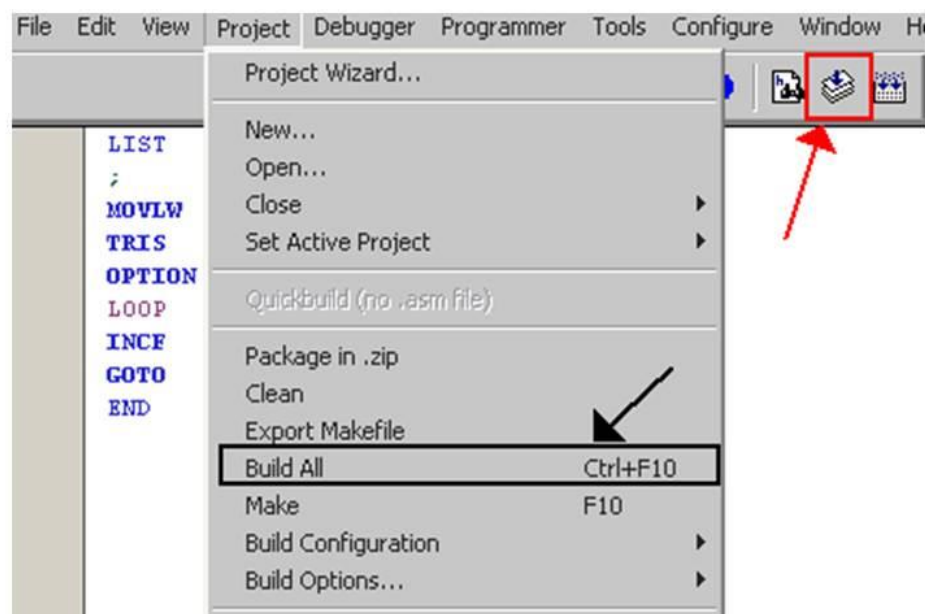 File Edit View Project Debugger Programmer Tools Configure Window
Project Wizard...
New...
Open...
Close
Set Active Project
Quickbuild (no .asm file)
Package in .zip
Clean
Export Makefile
Build All Ctrl+F10
Make F10
Build Configuration
Build Options...
LIST
;
MOVLW
TRIS
OPTION
LOOP
INCF
GOTO
END